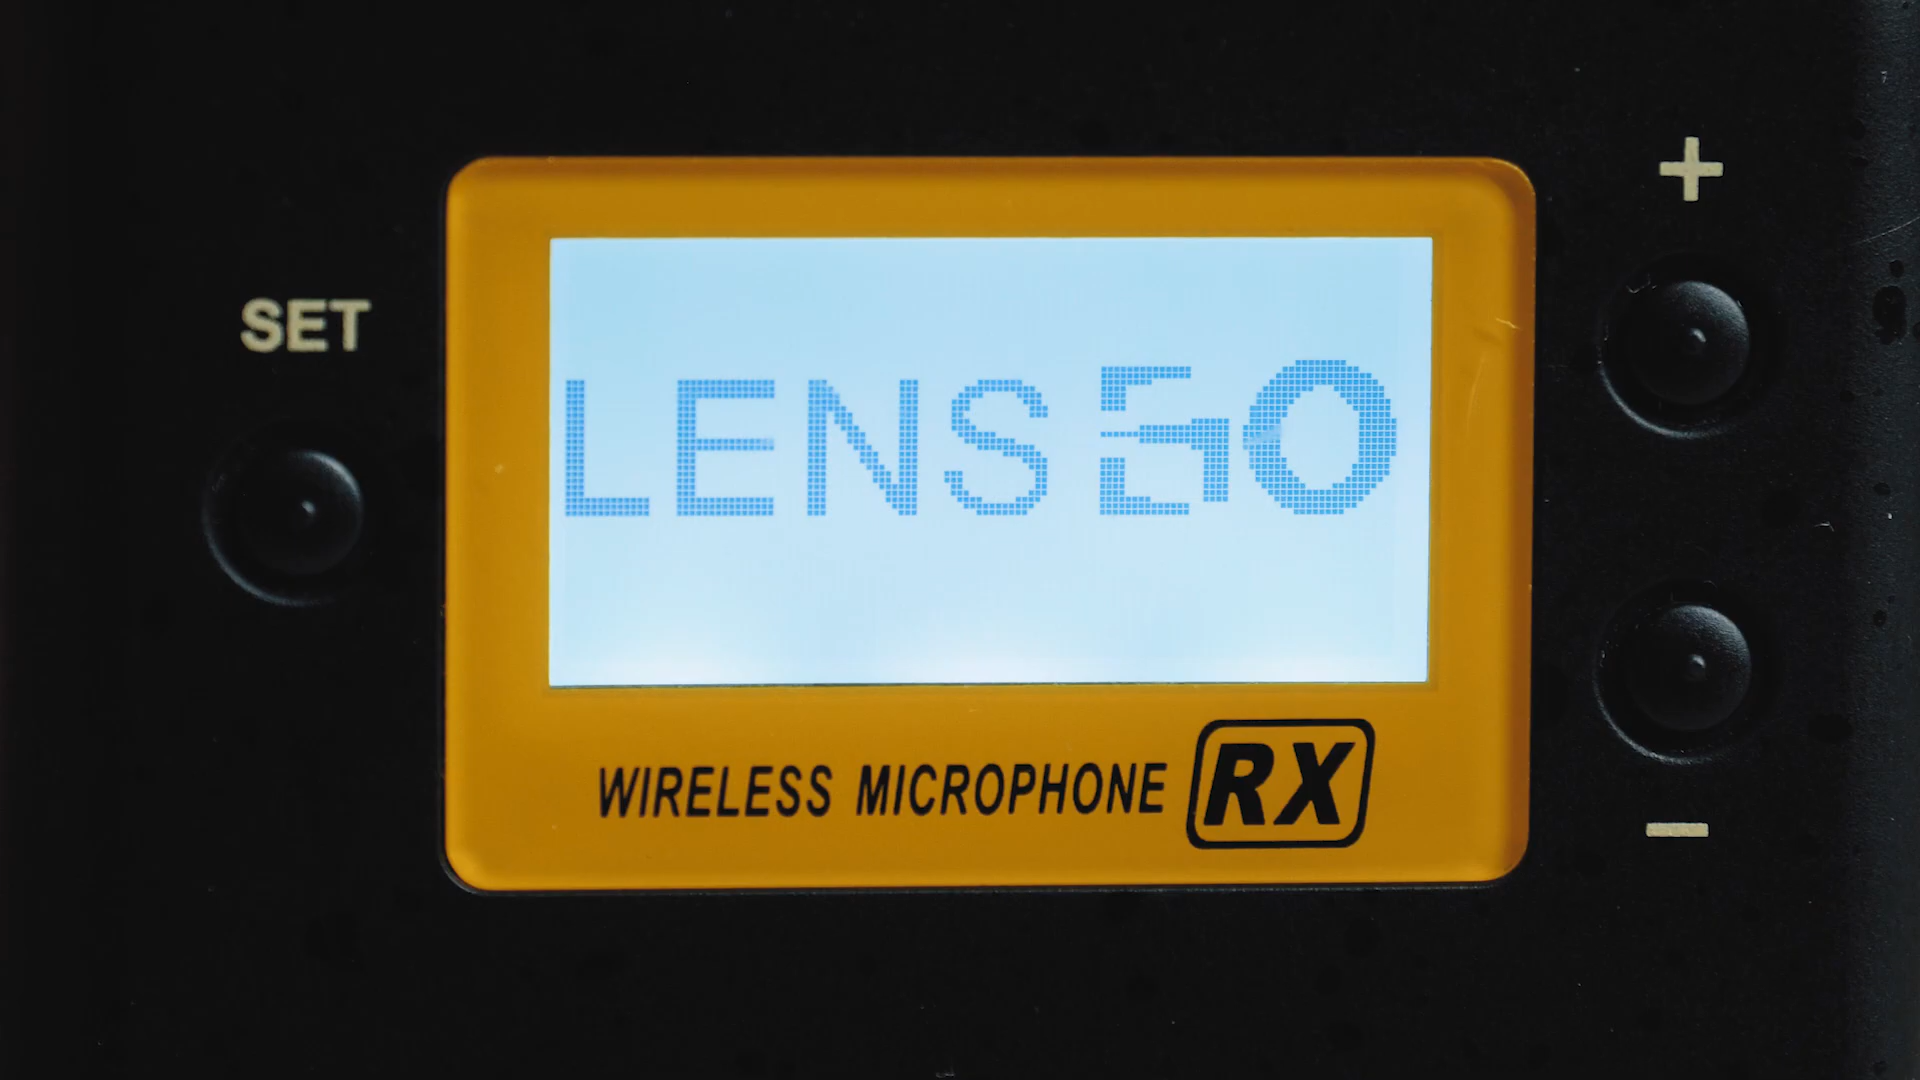 SET
+
LENSGO
WIRELESS MICROPHONE RX
−